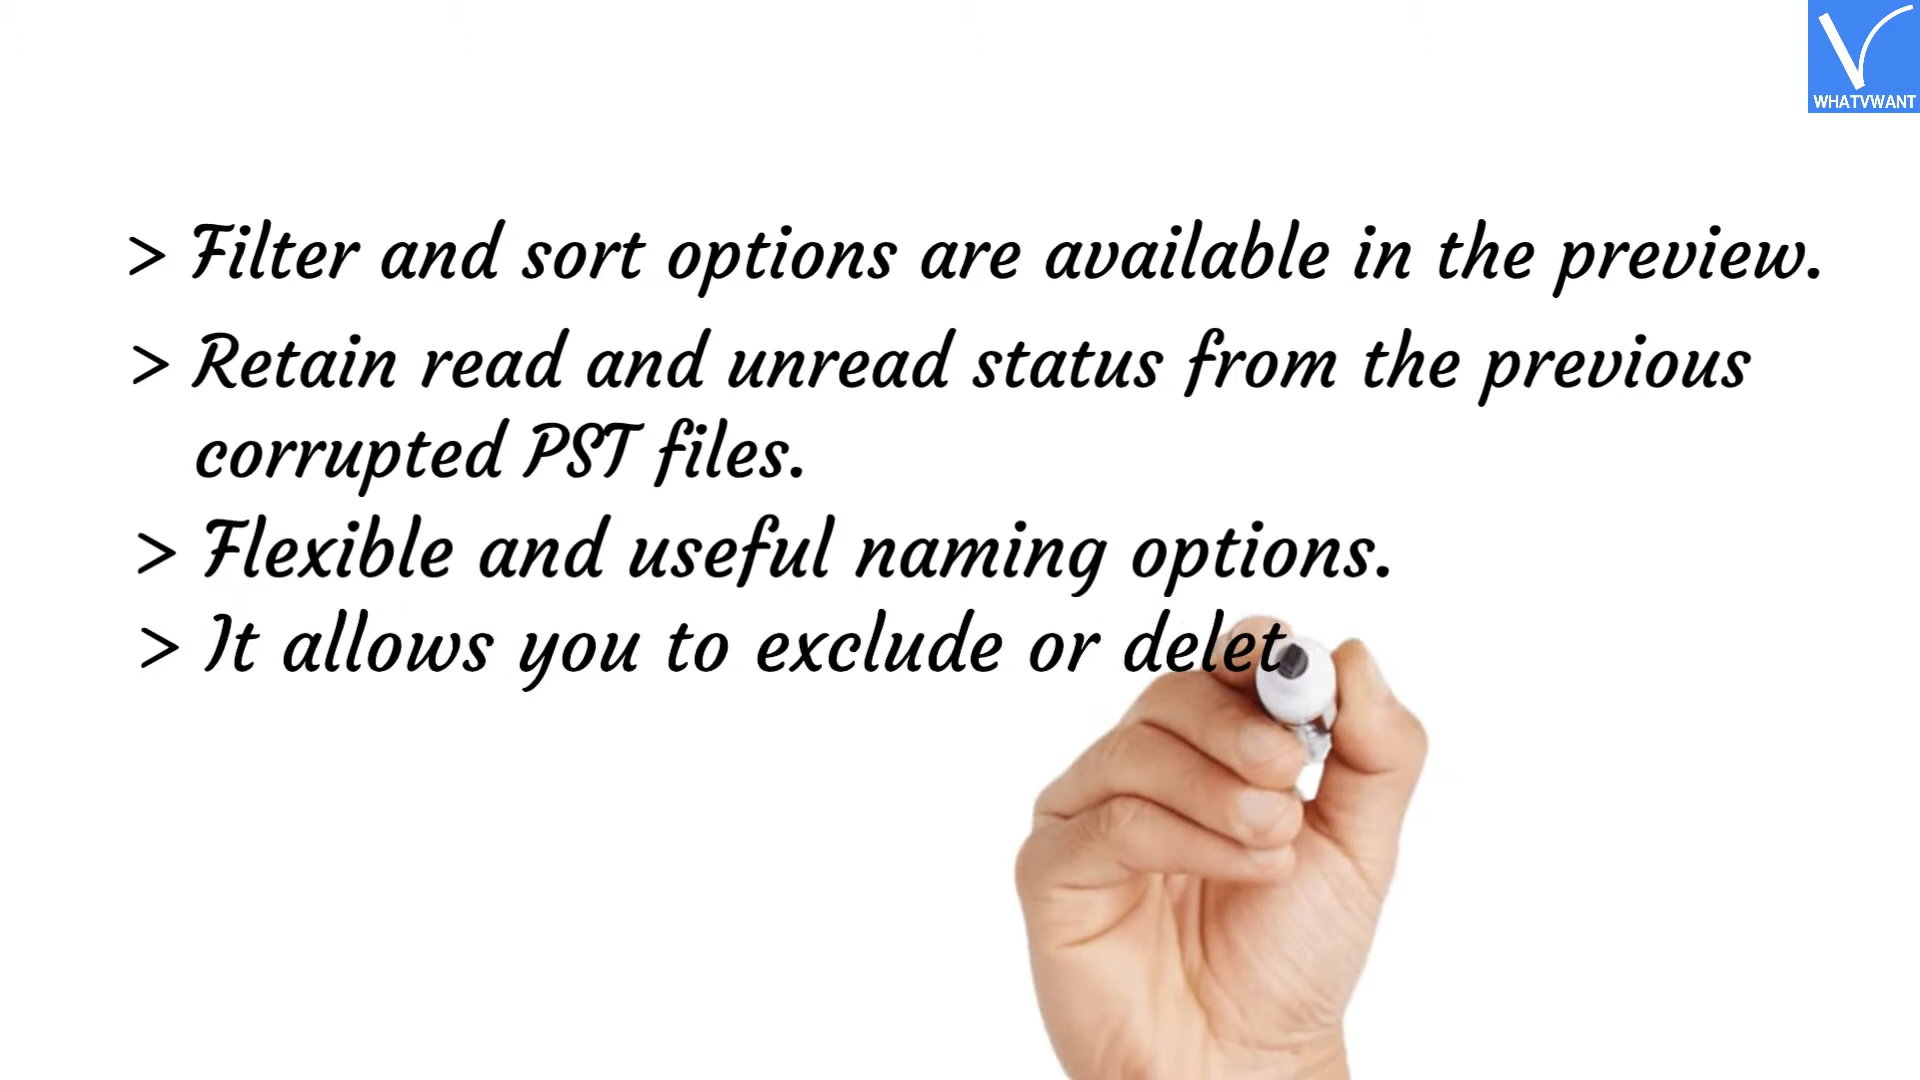 WHATVWANT
> Filter and sort options are available in the preview.
> Retain read and unread status from the previous
corrupted PST files.
> Flexible and useful naming options.
> It allows you to exclude or delet